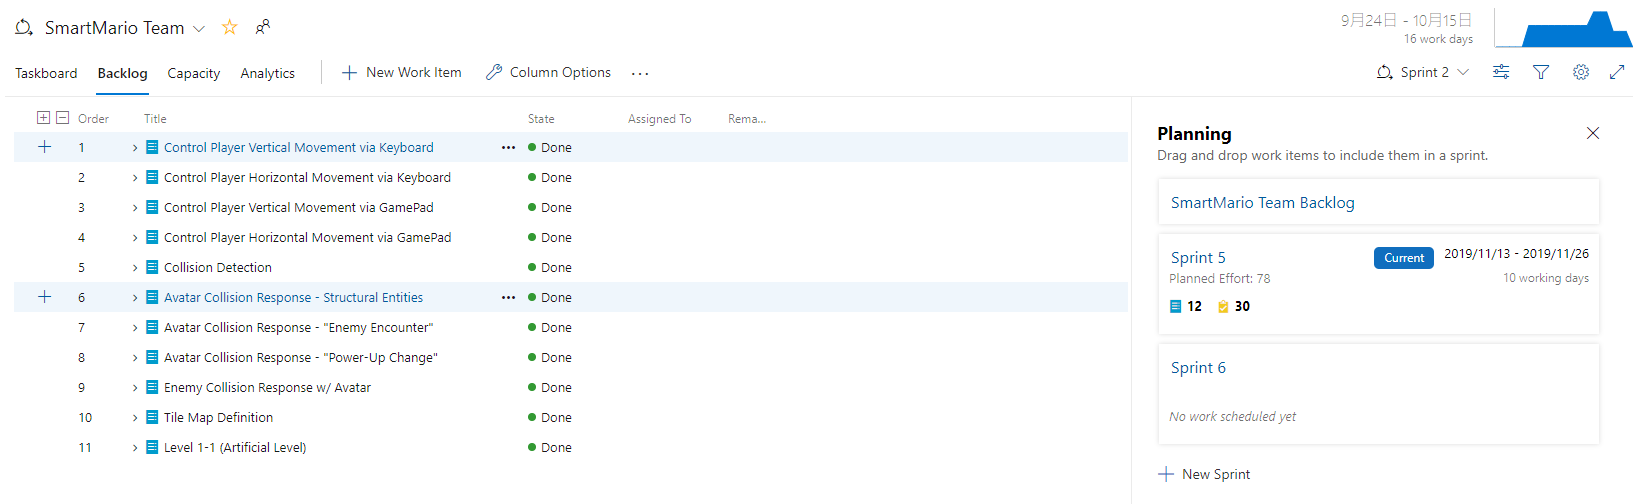 SmartMario Team
9月24日 - 10月15日
16 work days
Taskboard Backlog Capacity Analytics New Work Item Column Options ... Sprint 2
Order Title State Assigned To Rema...
1 Control Player Vertical Movement via Keyboard ... Done
2 Control Player Horizontal Movement via Keyboard Done
3 Control Player Vertical Movement via GamePad Done
4 Control Player Horizontal Movement via GamePad Done
5 Collision Detection Done
6 Avatar Collision Response - Structural Entities ... Done
7 Avatar Collision Response - "Enemy Encounter" Done
8 Avatar Collision Response - "Power-Up Change" Done
9 Enemy Collision Response w/ Avatar Done
10 Tile Map Definition Done
11 Level 1-1 (Artificial Level) Done
Planning
Drag and drop work items to include them in a sprint.
SmartMario Team Backlog
Sprint 5 Current 2019/11/13 - 2019/11/26
Planned Effort: 78 10 working days
12 30
Sprint 6
No work scheduled yet
New Sprint